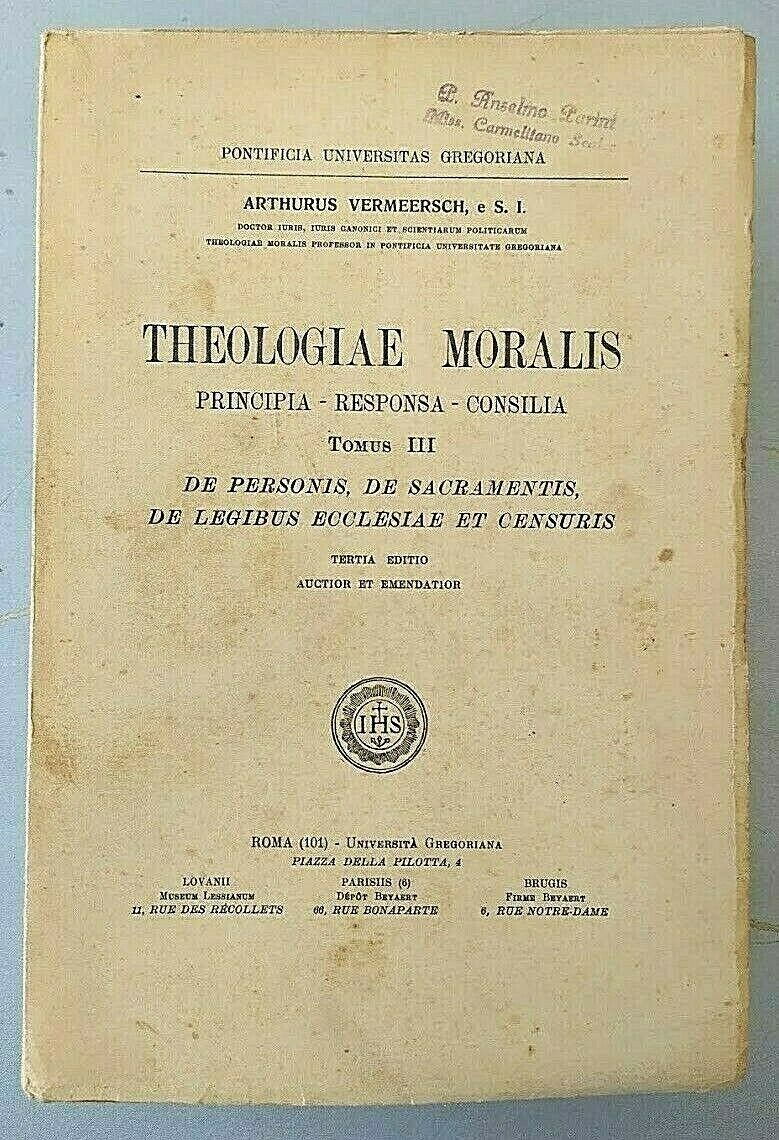 P. Anselmo Parini
Miss. Carmelitano Scal
PONTIFICIA UNIVERSITAS GREGORIANA
ARTHURUS VERMEERSCH, e S. I.
DOCTOR IURIS, IURIS CANONICI ET SCIENTIARUM POLITICARUM
THEOLOGIAE MORALIS PROFESSOR IN PONTIFICIA UNIVERSITATE GREGORIANA
THEOLOGIAE MORALIS
PRINCIPIA - RESPONSA - CONSILIA
TOMUS III
DE PERSONIS, DE SACRAMENTIS,
DE LEGIBUS ECCLESIAE ET CENSURIS
TERTIA EDITIO
AUCTIOR ET EMENDATIOR
IHS
ROMA (101) - UNIVERSITÀ GREGORIANA
PIAZZA DELLA PILOTTA, 4
LOVANII PARISIIS (6) BRUGIS
MUSEUM LESSIANUM DÉPÔT BEYAERT FIRME BEYAERT
11, RUE DES RÉCOLLETS 66, RUE BONAPARTE 6, RUE NOTRE-DAME